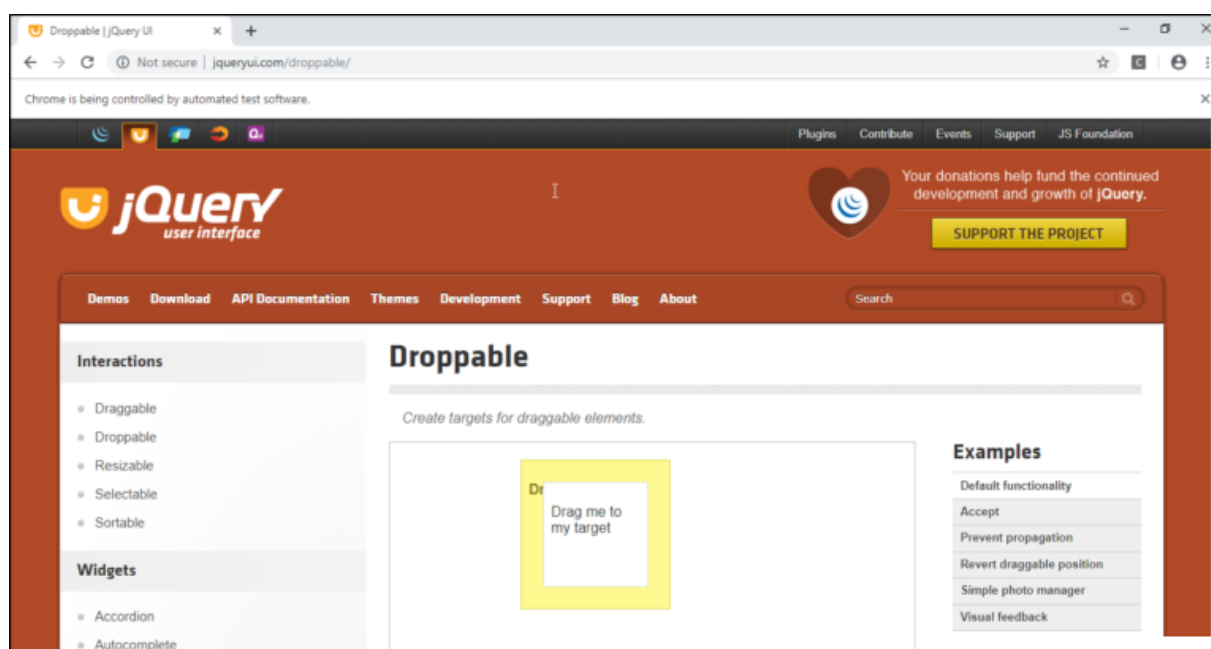 Droppable | jQuery UI
Not secure | jqueryui.com/droppable/
Chrome is being controlled by automated test software.
Plugins Contribute Events Support JS Foundation
jQuery
user interface
Your donations help fund the continued
development and growth of jQuery.
SUPPORT THE PROJECT
Demos Download API Documentation Themes Development Support Blog About Search
Interactions
Draggable
Droppable
Resizable
Selectable
Sortable
Widgets
Accordion
Autocomplete
Droppable
Create targets for draggable elements.
Dr
Drag me to
my target
Examples
Default functionality
Accept
Prevent propagation
Revert draggable position
Simple photo manager
Visual feedback